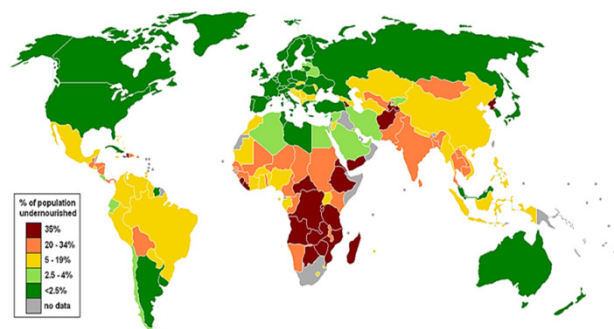 % of population
undernourished
35%
20 - 34%
5 - 19%
2.5 - 4%
<2.5%
no data